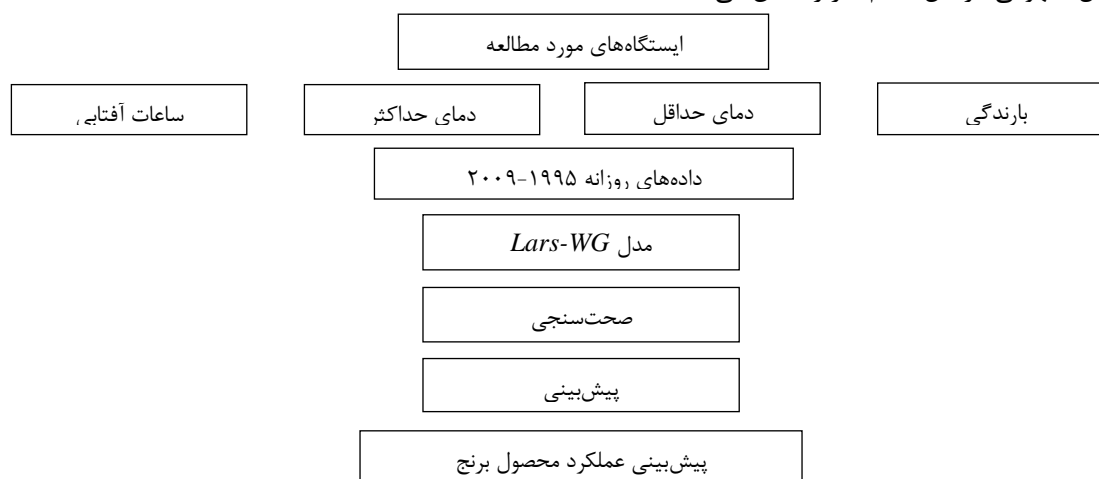 ایستگاه‌های مورد مطالعه
بارندگی
دمای حداقل
دمای حداکثر
ساعات آفتابی
داده‌های روزانه ۱۹۹۵-۲۰۰۹
مدل Lars-WG
صحت‌سنجی
پیش‌بینی
پیش‌بینی عملکرد محصول برنج